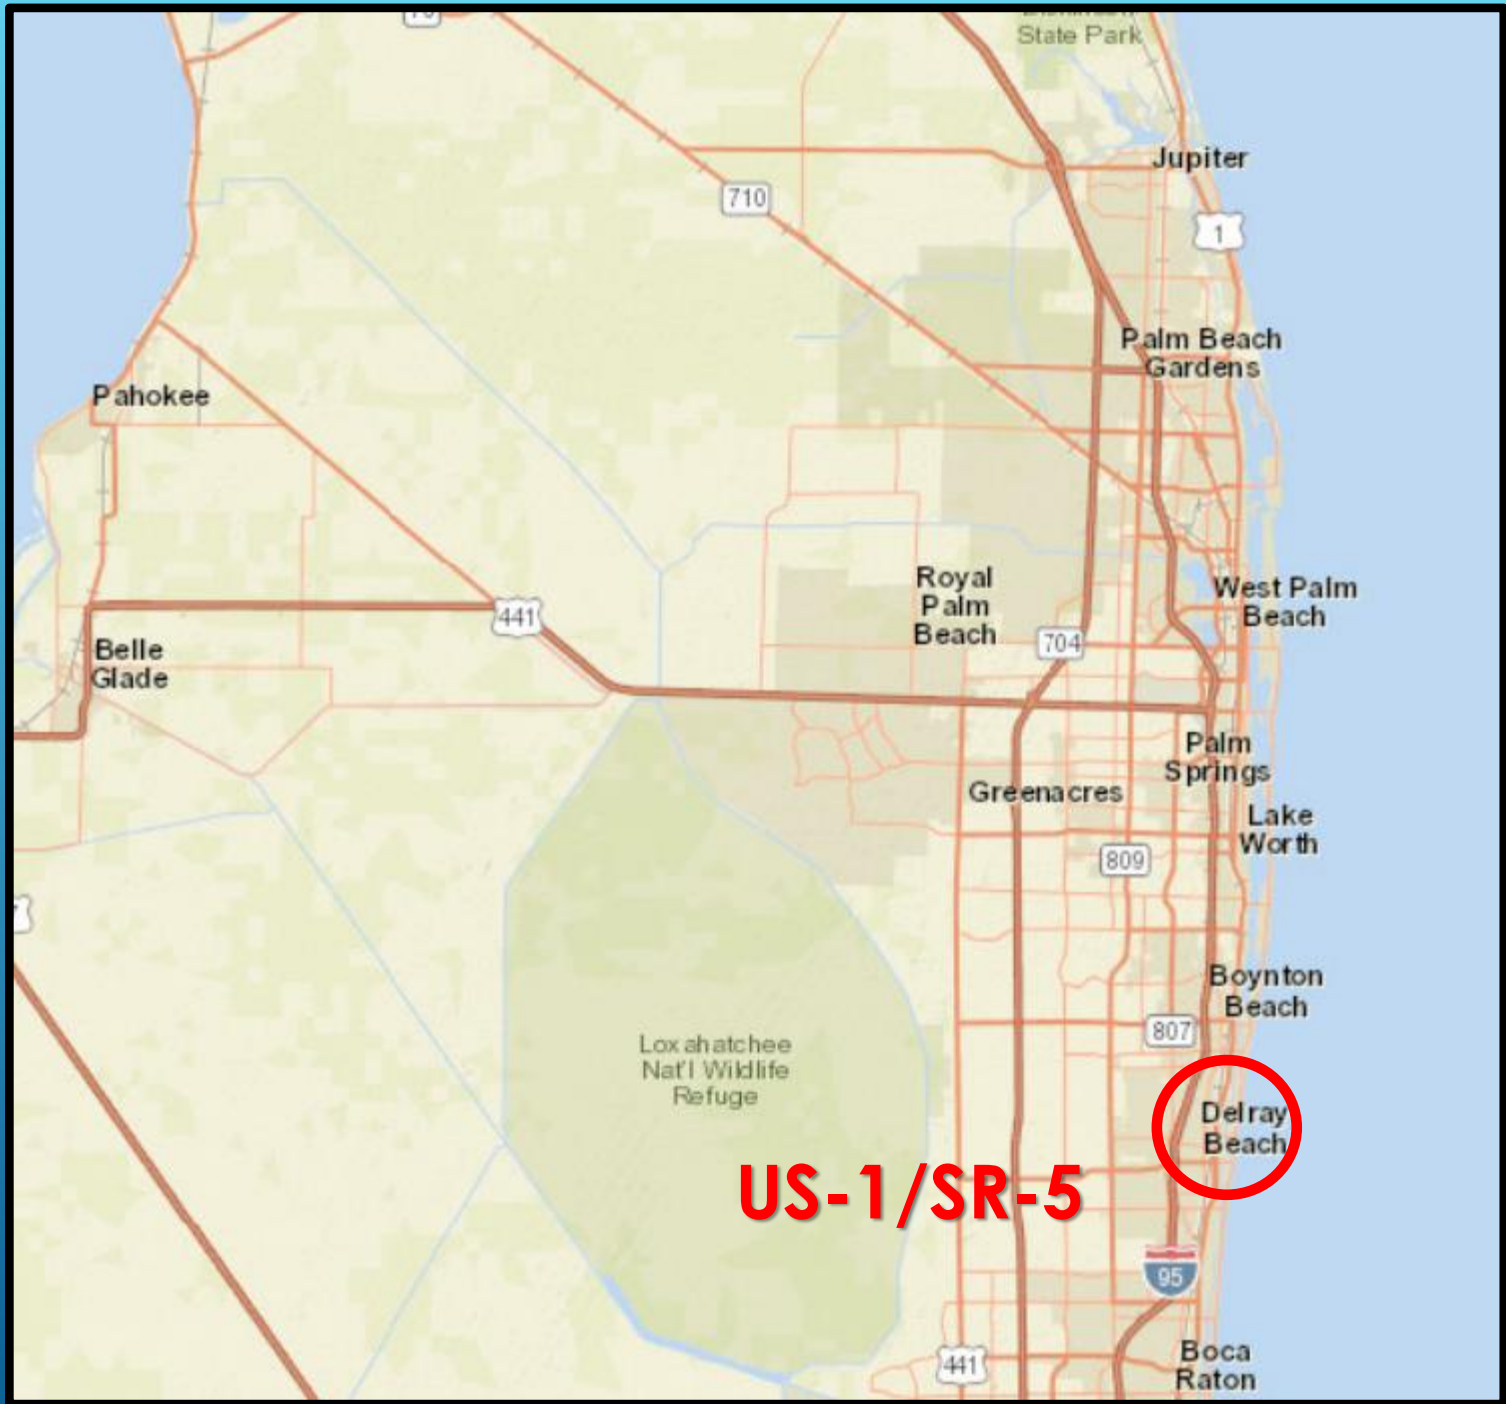 State Park
Jupiter
710
1
Palm Beach
Gardens
Pahokee
Royal
Palm
Beach
West Palm
Beach
441
704
Belle
Glade
Palm
Springs
Greenacres
Lake
Worth
809
Boynton
Beach
807
Loxahatchee
Nat'l Wildlife
Refuge
Delray
Beach
US-1/SR-5
95
441
Boca
Raton